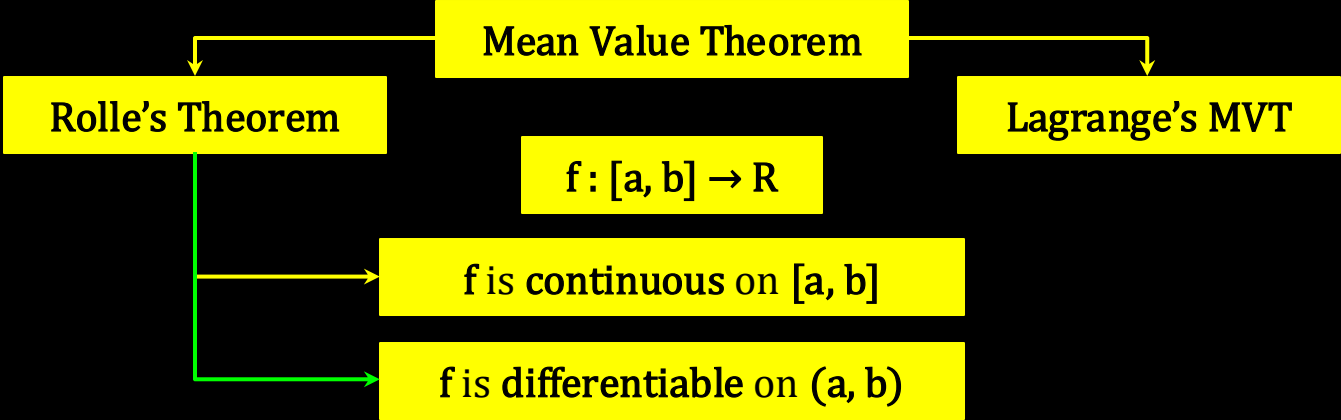 Mean Value Theorem
Rolle’s Theorem
Lagrange’s MVT
f : [a, b] → R
f is continuous on [a, b]
f is differentiable on (a, b)